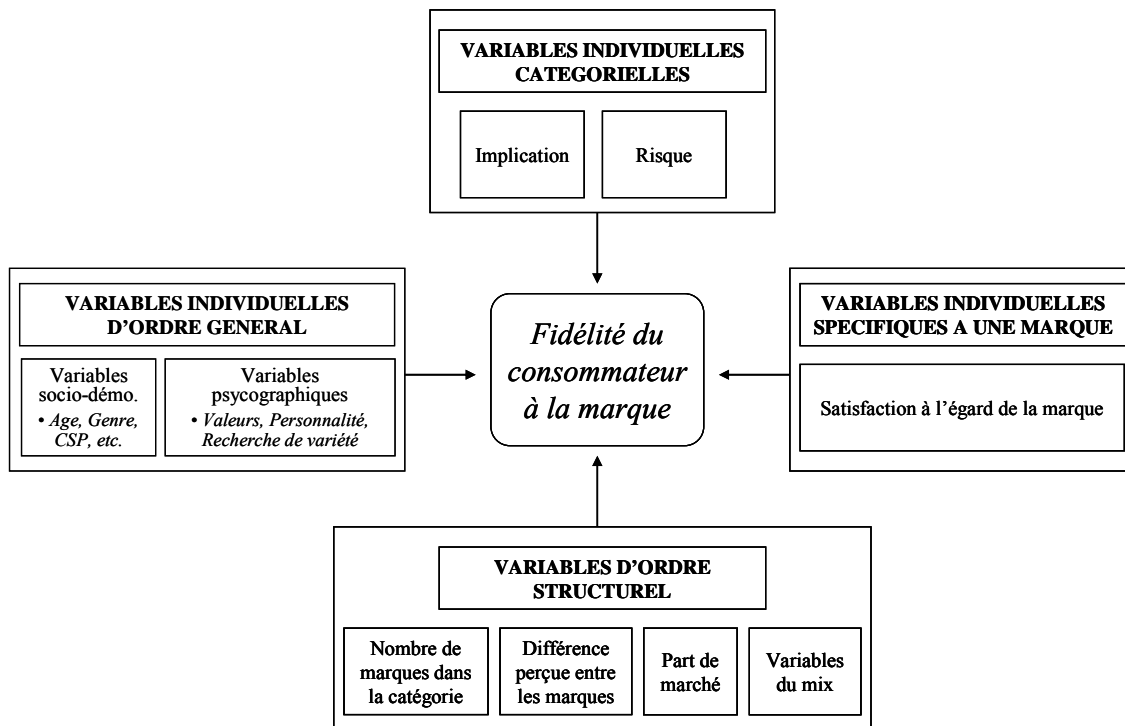 VARIABLES INDIVIDUELLES
CATEGORIELLES
Implication
Risque
VARIABLES INDIVIDUELLES
D’ORDRE GENERAL
Variables
socio-démo.
• Age, Genre,
CSP, etc.
Variables
psycographiques
• Valeurs, Personnalité,
Recherche de variété
Fidélité du
consommateur
à la marque
VARIABLES INDIVIDUELLES
SPECIFIQUES A UNE MARQUE
Satisfaction à l’égard de la marque
VARIABLES D’ORDRE
STRUCTUREL
Nombre de
marques dans
la catégorie
Différence
perçue entre
les marques
Part de
marché
Variables
du mix